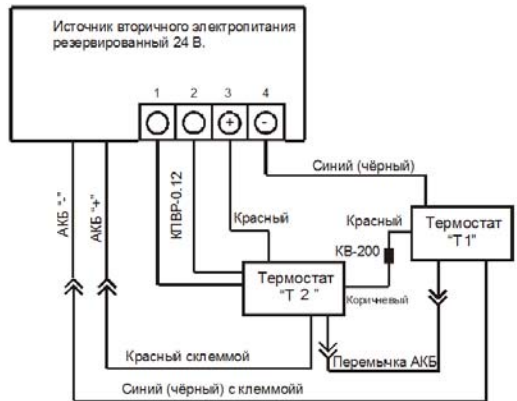 Источник вторичного электропитания
резервированный 24 В.
1 2 3 4
+ -
Синий (чёрный)
АКБ "-"
АКБ "+"
КПВР-0.12
Красный
Красный
КВ-200
Термостат
"Т1"
Термостат
"Т 2 "
Коричневый
Перемычка АКБ
Красный склеммой
Синий (чёрный) с клеммойй